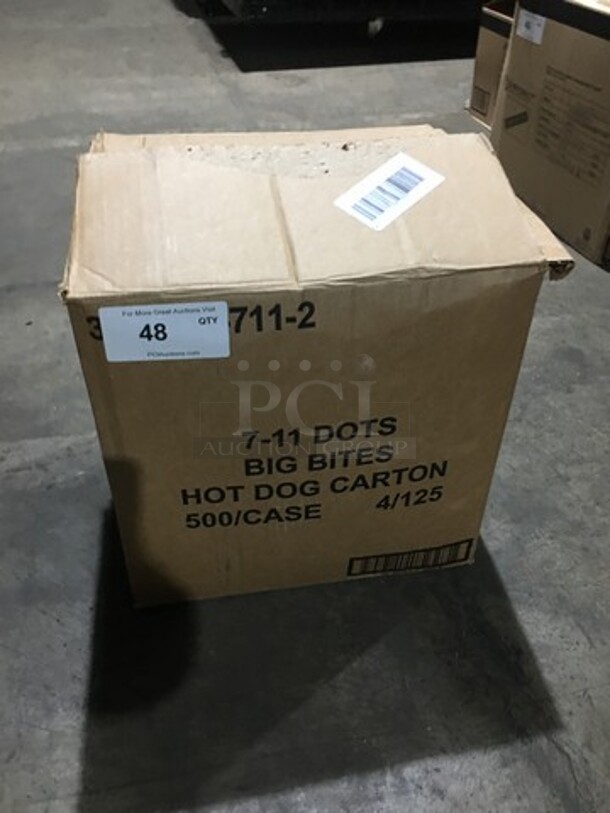 For More Great Auctions Visit
48 QTY
PCIAuctions.com
3 711-2
PCI
AUCTION GROUP
7-11 DOTS
BIG BITES
HOT DOG CARTON
500/CASE 4/125